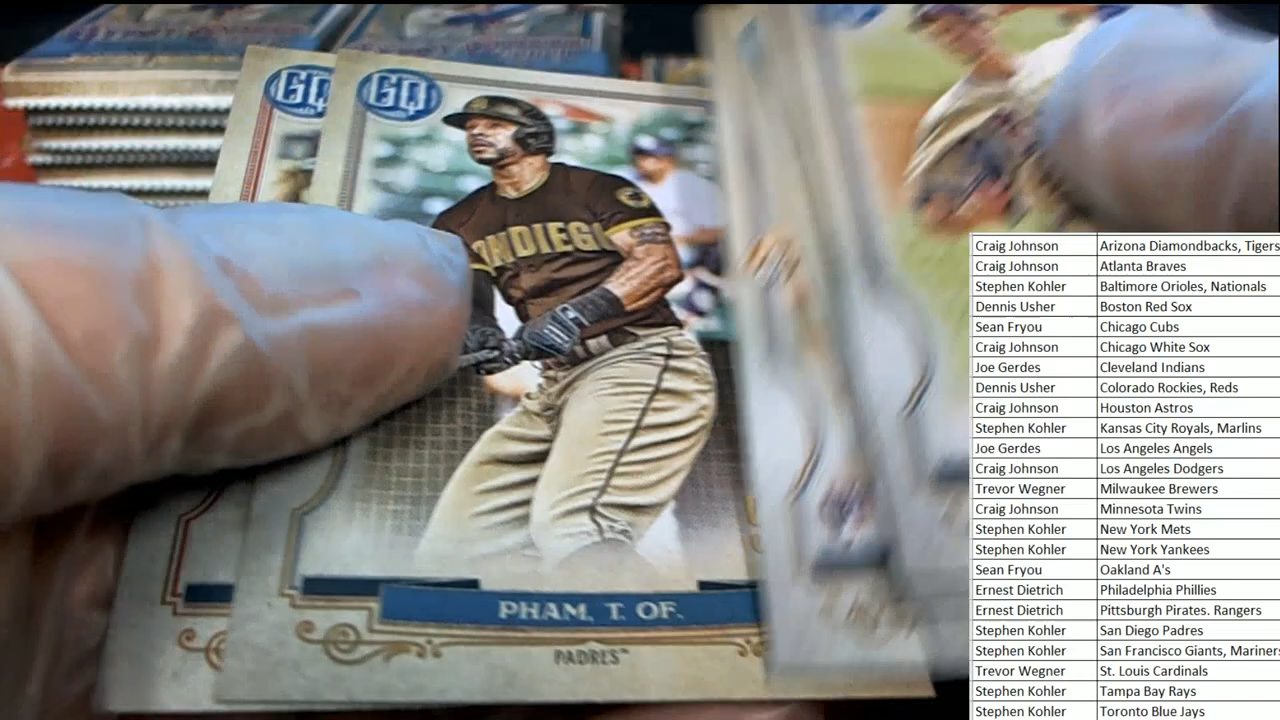 GQ
GQ
SANDIEGO
PHAM, T. OF.
PADRES™
Craig Johnson Arizona Diamondbacks, Tigers
Craig Johnson Atlanta Braves
Stephen Kohler Baltimore Orioles, Nationals
Dennis Usher Boston Red Sox
Sean Fryou Chicago Cubs
Craig Johnson Chicago White Sox
Joe Gerdes Cleveland Indians
Dennis Usher Colorado Rockies, Reds
Craig Johnson Houston Astros
Stephen Kohler Kansas City Royals, Marlins
Joe Gerdes Los Angeles Angels
Craig Johnson Los Angeles Dodgers
Trevor Wegner Milwaukee Brewers
Craig Johnson Minnesota Twins
Stephen Kohler New York Mets
Stephen Kohler New York Yankees
Sean Fryou Oakland A's
Ernest Dietrich Philadelphia Phillies
Ernest Dietrich Pittsburgh Pirates. Rangers
Stephen Kohler San Diego Padres
Stephen Kohler San Francisco Giants, Mariners
Trevor Wegner St. Louis Cardinals
Stephen Kohler Tampa Bay Rays
Stephen Kohler Toronto Blue Jays